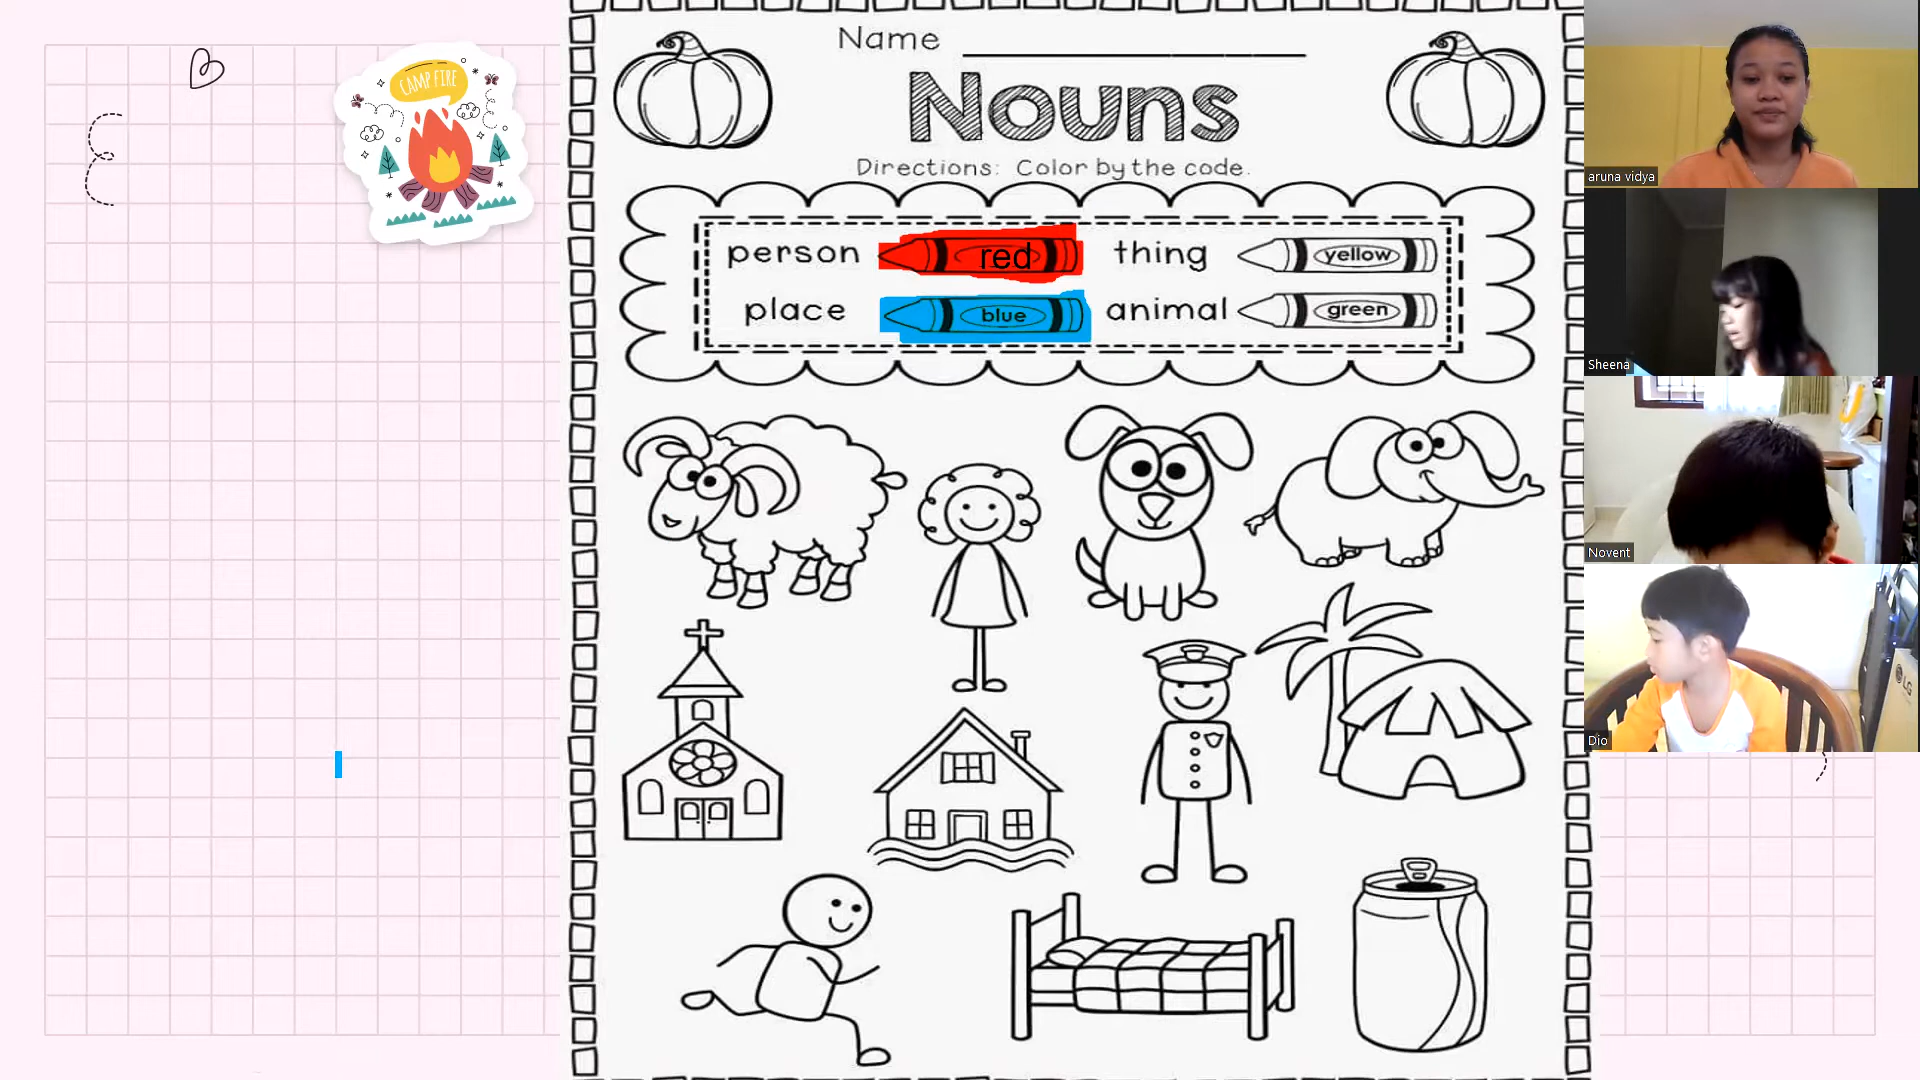 CAMP FIRE
Name
Nouns
Directions: Color by the code.
person red thing yellow
place blue animal green
aruna vidya
Sheena
Novent
Dio
LG